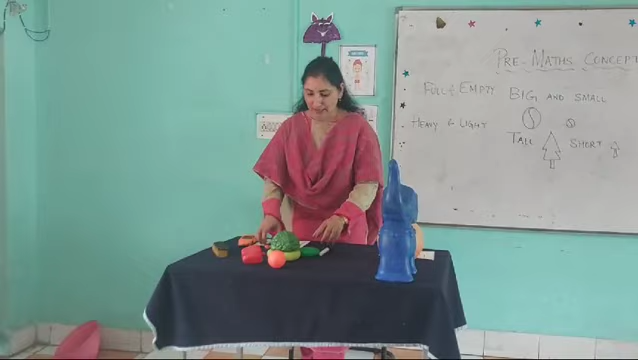 PRE-MATHS CONCEPT
FULL & EMPTY BIG AND SMALL
HEAVY & LIGHT
TALL SHORT